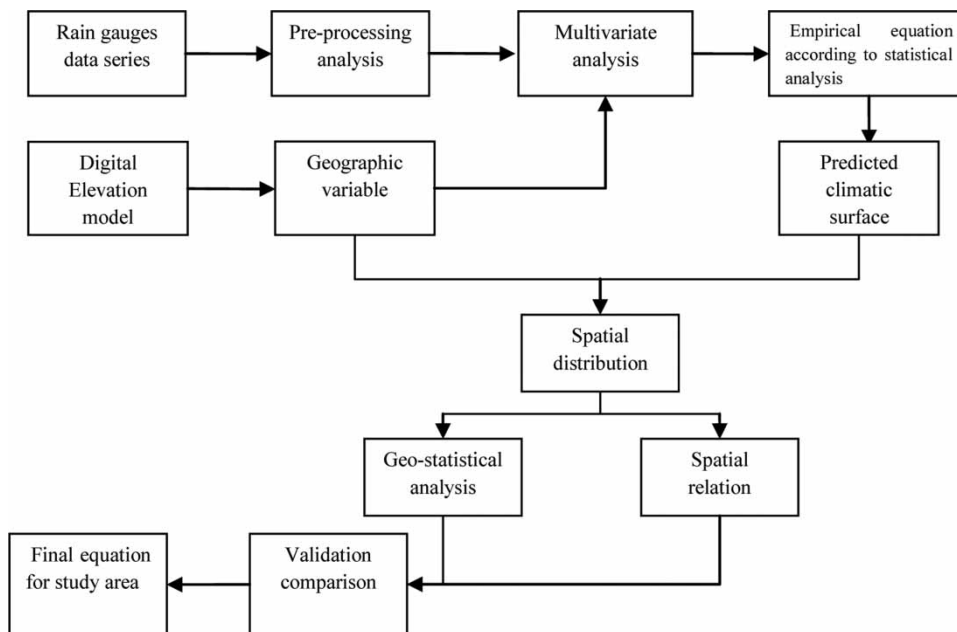 Rain gauges
data series
Pre-processing
analysis
Multivariate
analysis
Empirical equation
according to statistical
analysis
Digital
Elevation
model
Geographic
variable
Predicted
climatic
surface
Spatial
distribution
Geo-statistical
analysis
Spatial
relation
Final equation
for study area
Validation
comparison